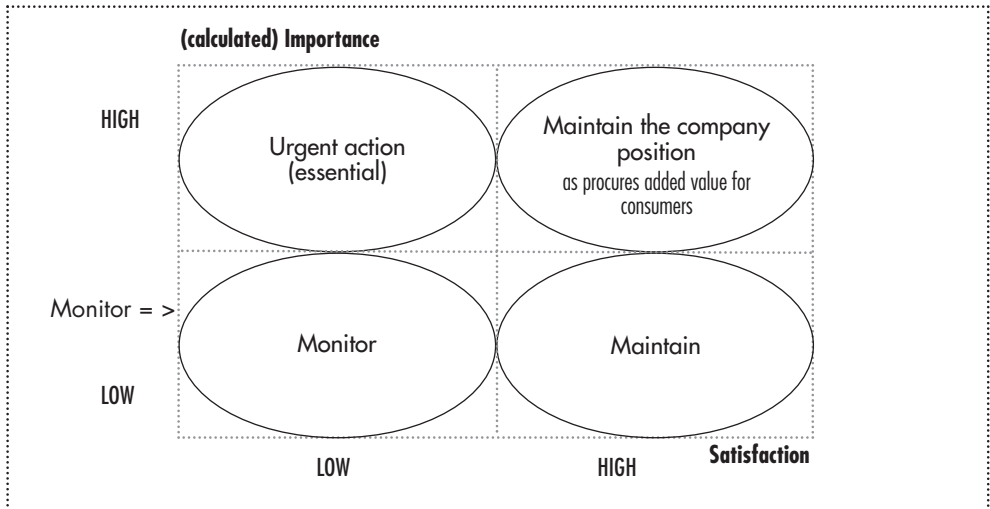 (calculated) Importance
HIGH
Urgent action
(essential)
Maintain the company
position
as procures added value for
consumers
Monitor = >
Monitor
Maintain
LOW
Satisfaction
LOW
HIGH